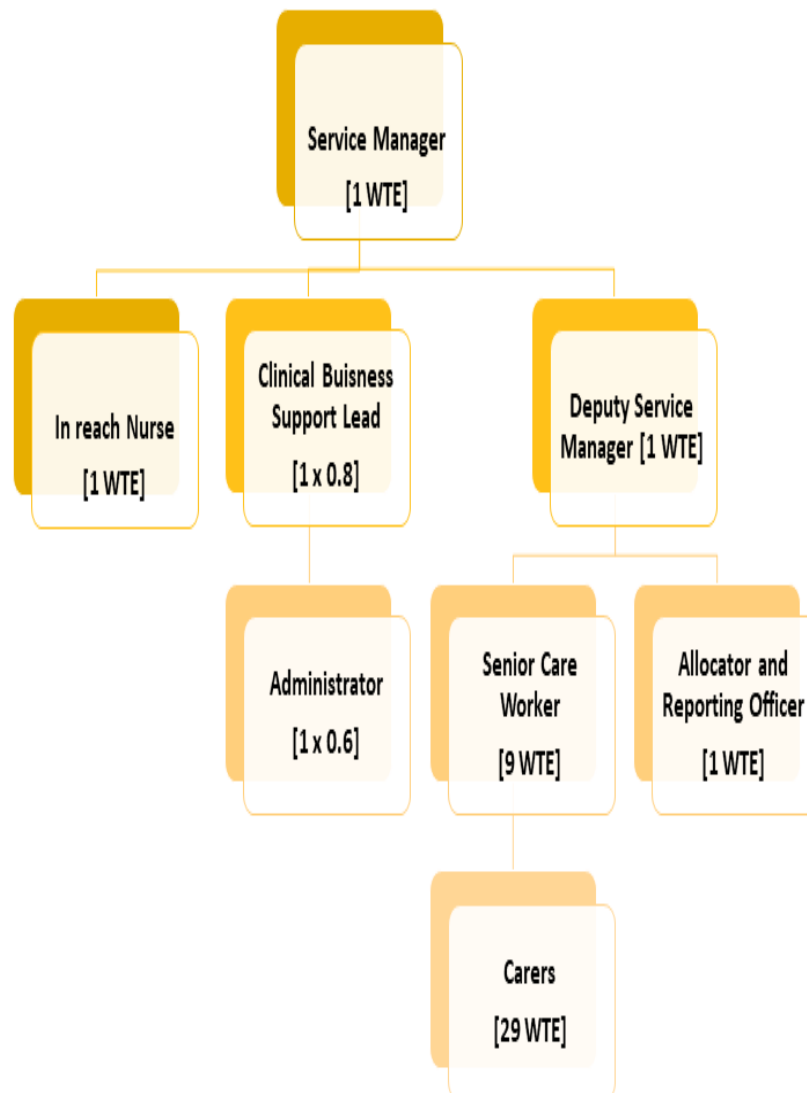 Service Manager
[1 WTE]
In reach Nurse
[1 WTE]
Clinical Buisness
Support Lead
[1 x 0.8]
Deputy Service
Manager [1 WTE]
Administrator
[1 x 0.6]
Senior Care
Worker
[9 WTE]
Allocator and
Reporting Officer
[1 WTE]
Carers
[29 WTE]